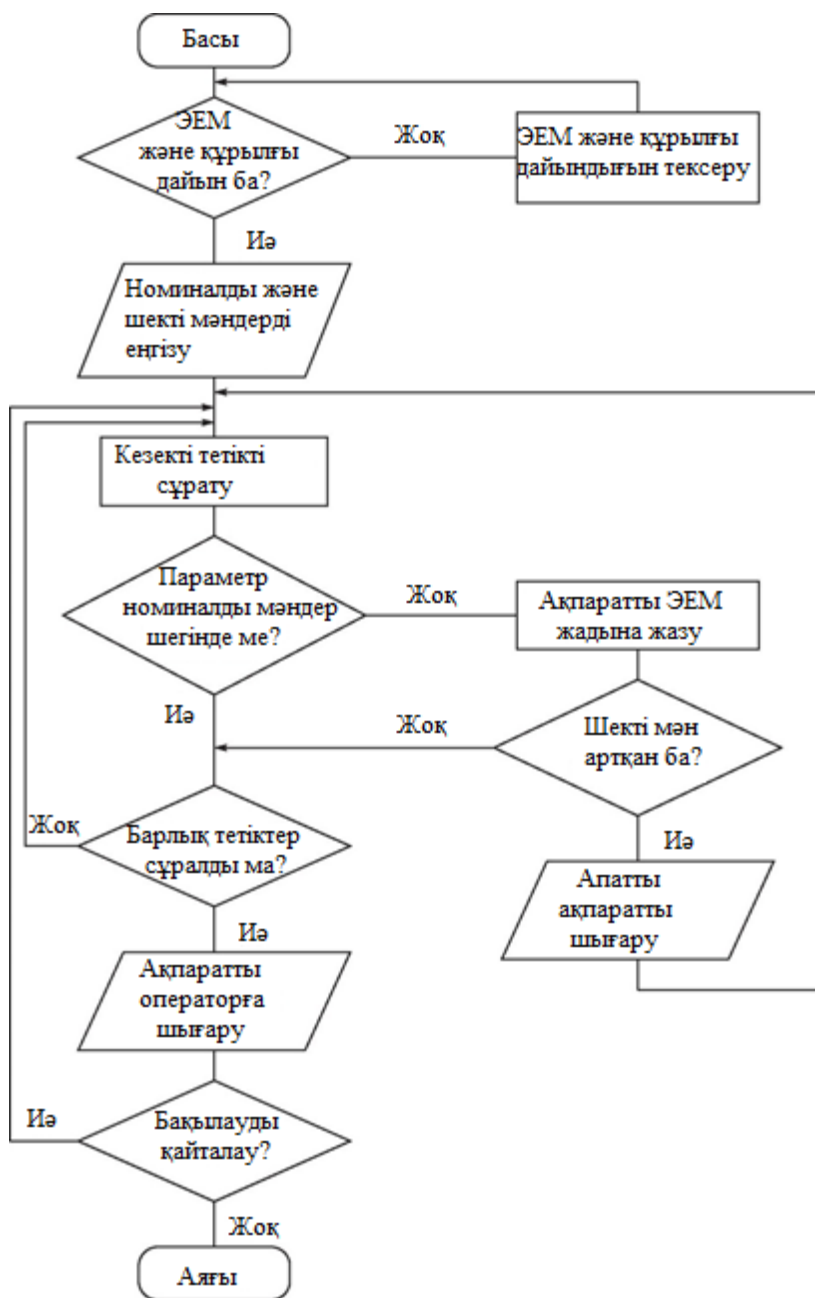 Басы
ЭЕМ
және құрылғы
дайын ба?
Жоқ
ЭЕМ және құрылғы
дайындығын тексеру
Иә
Номиналды және
шекті мәндерді
еңгізу
Кезекті тетікті
сұрату
Параметр
номиналды мәндер
шегінде ме?
Жоқ
Ақпаратты ЭЕМ
жадына жазу
Иә
Жоқ
Шекті мән
артқан ба?
Жоқ
Барлық тетіктер
сұралды ма?
Иә
Апатты
ақпаратты
шығару
Иә
Ақпаратты
операторға
шығару
Иә
Бақылауды
қайталау?
Жоқ
Аяғы